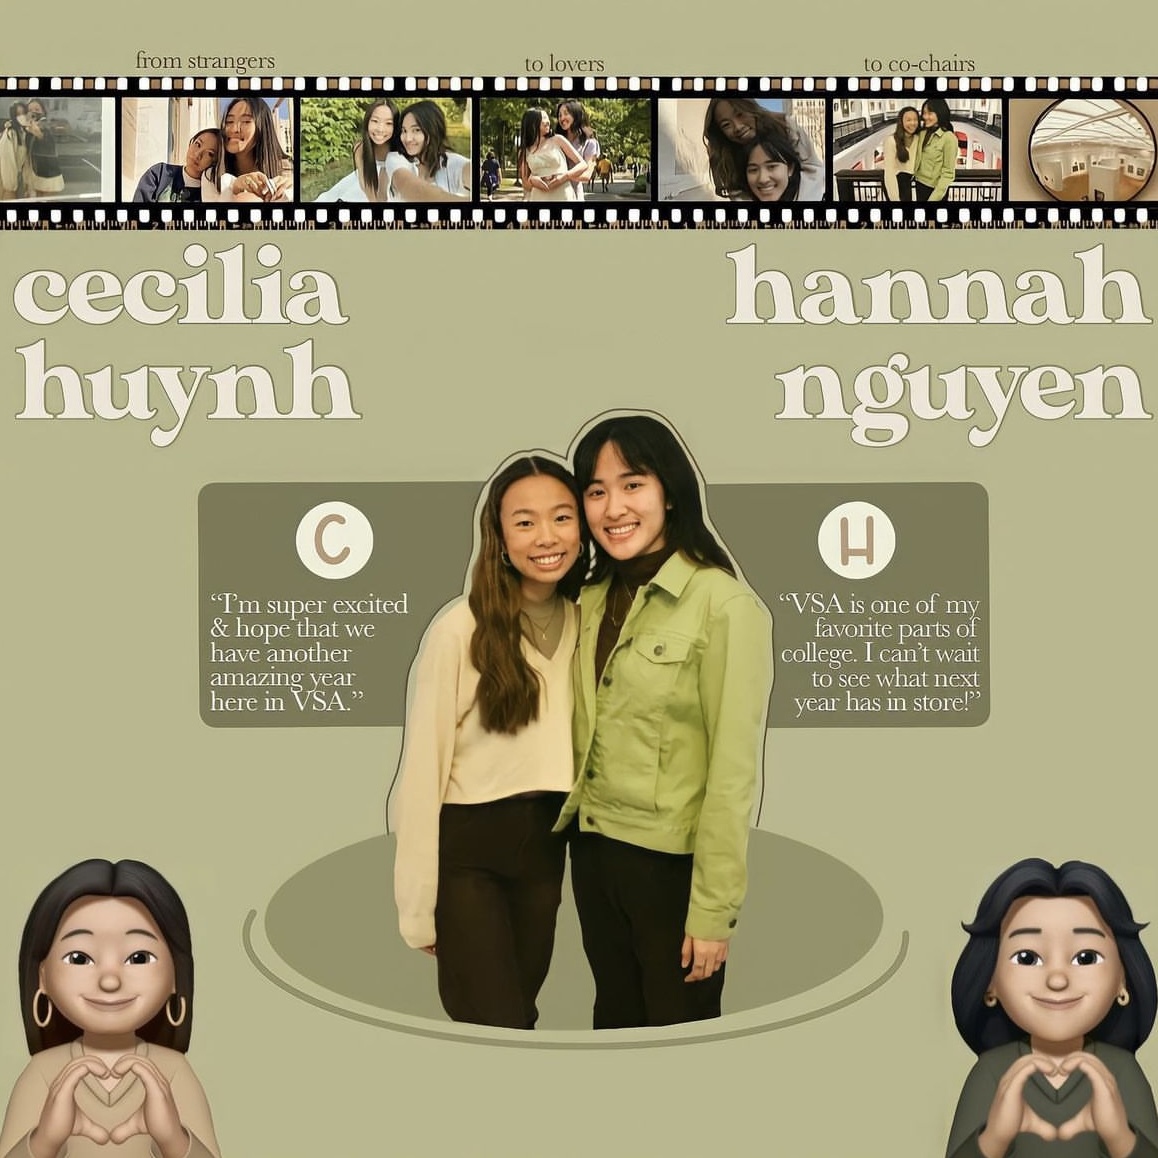 from strangers
to lovers
to co-chairs
cecilia
huynh
hannah
nguyen
C
“I’m super excited
& hope that we
have another
amazing year
here in VSA.”
H
“VSA is one of my
favorite parts of
college. I can’t wait
to see what next
year has in store!”